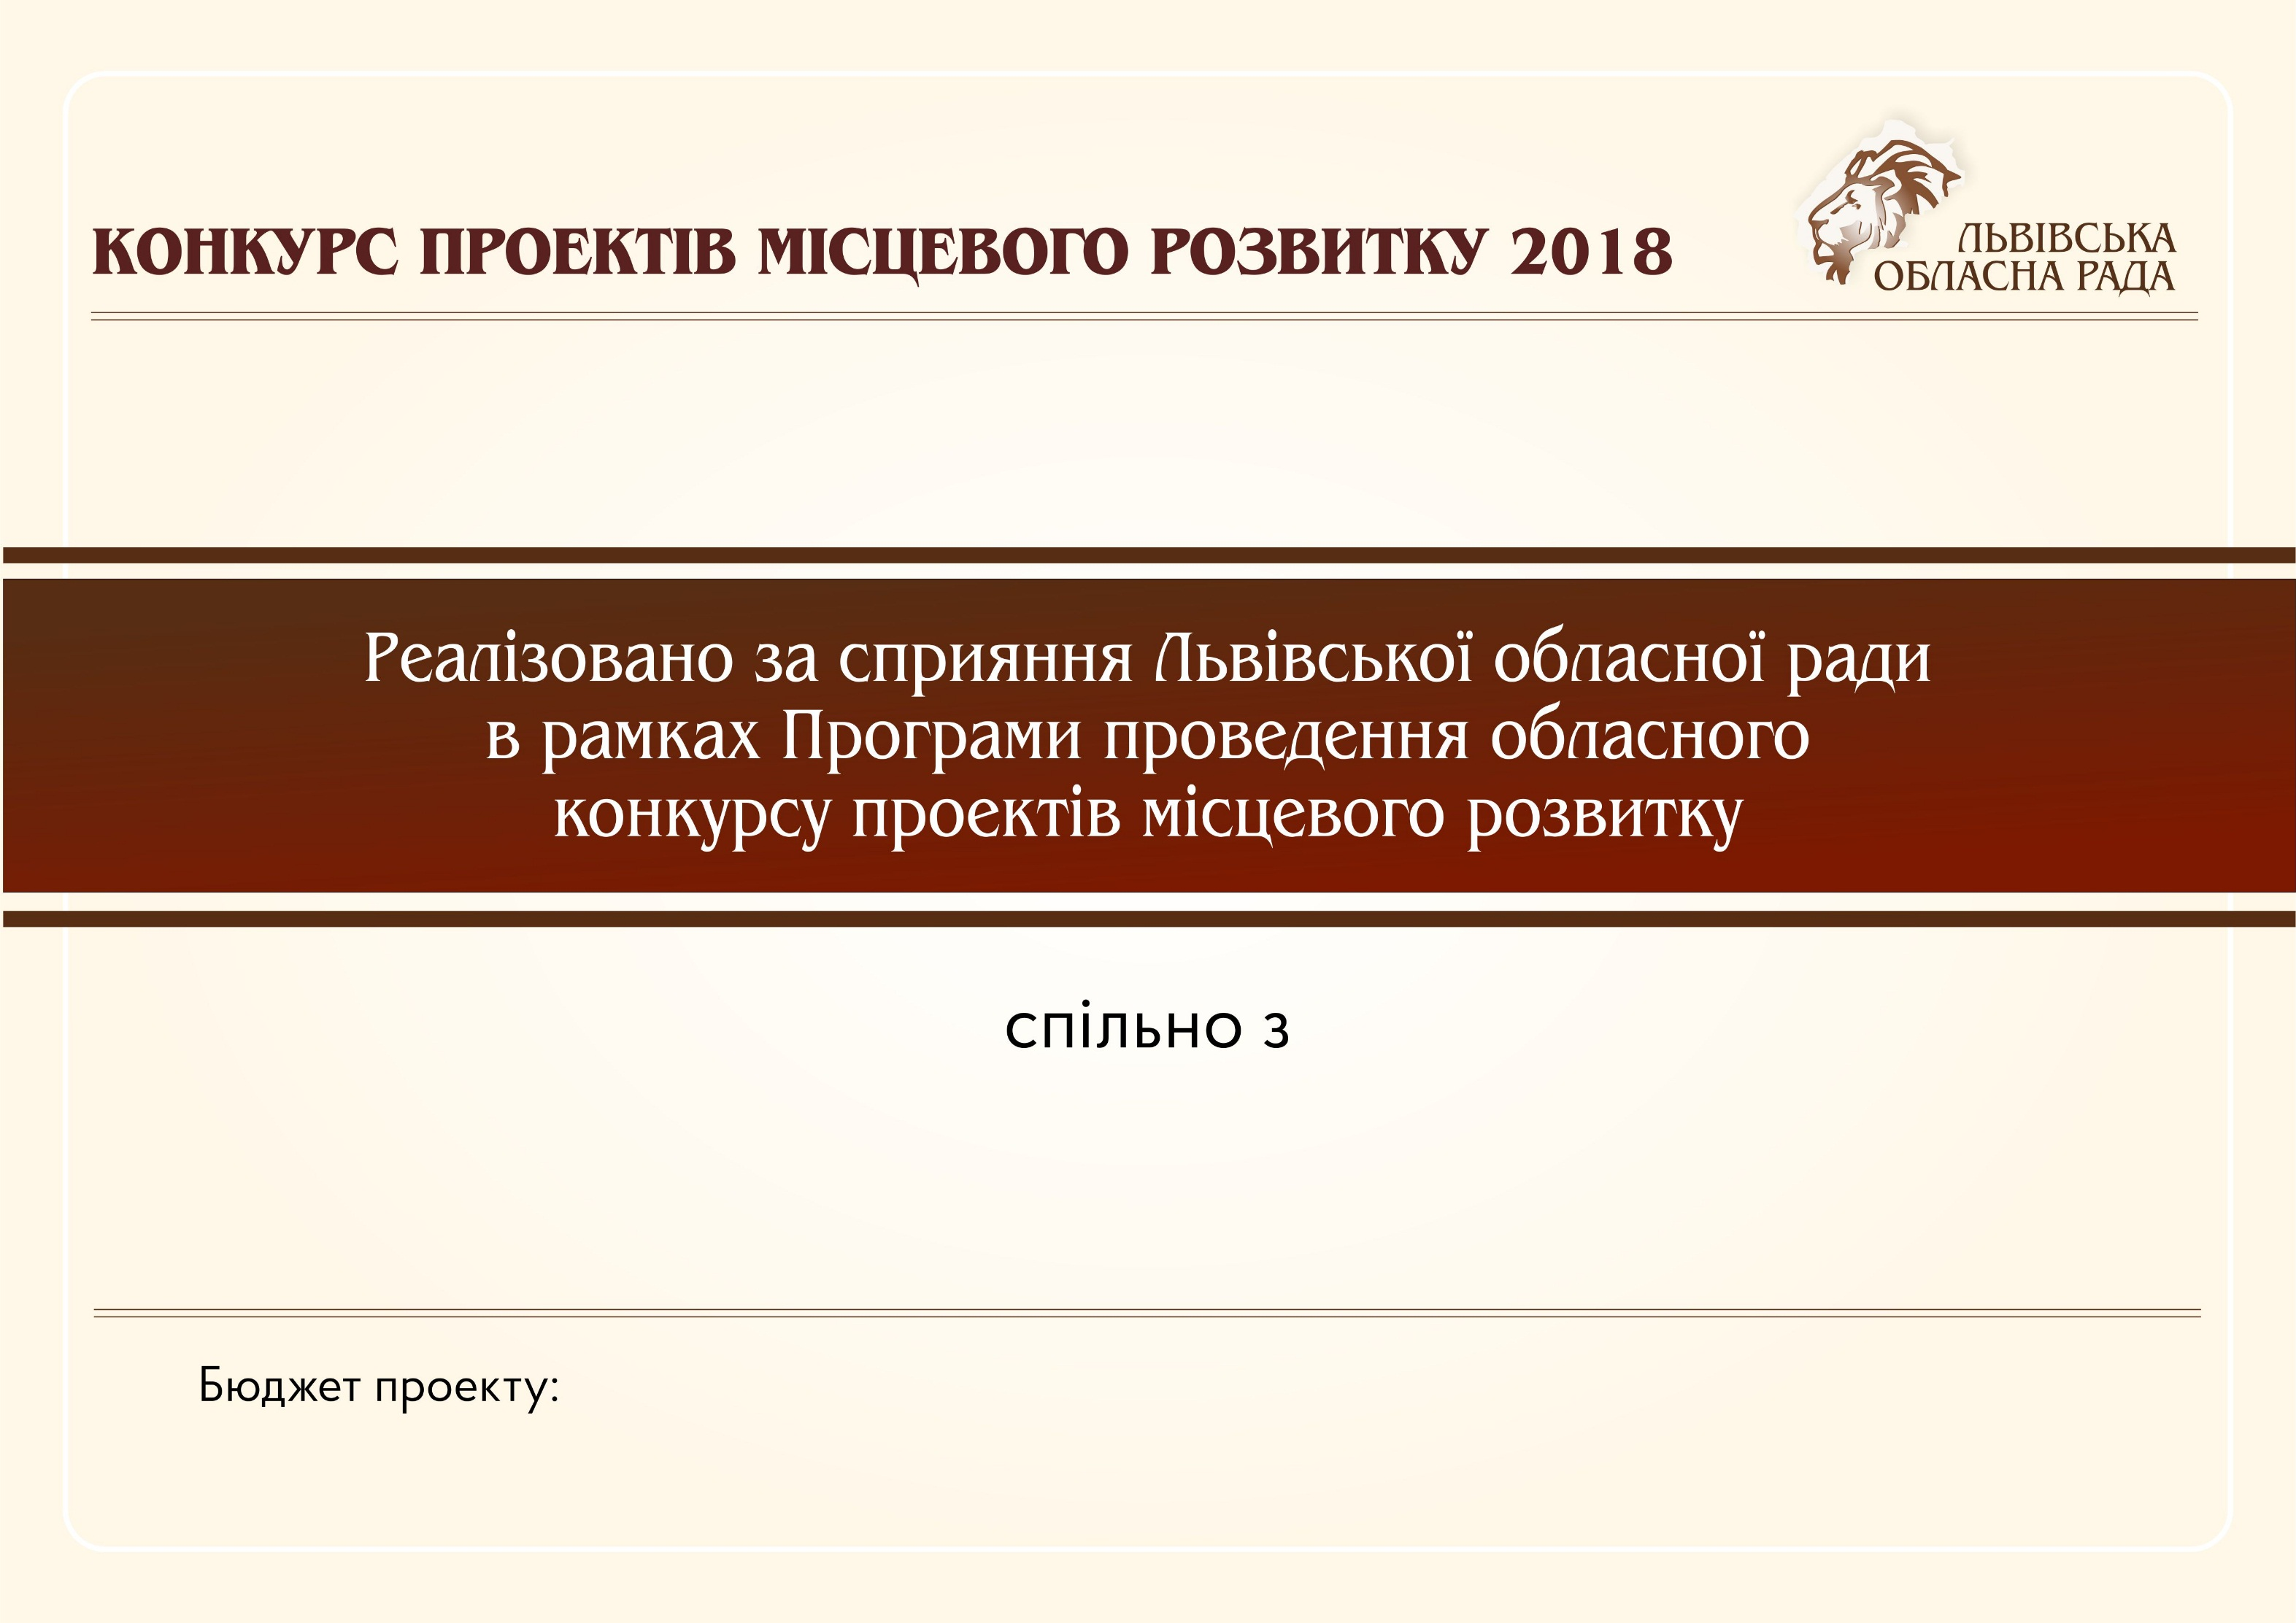 КОНКУРС ПРОЕКТІВ МІСЦЕВОГО РОЗВИТКУ 2018
ЛЬВІВСЬКА
ОБЛАСНА РАДА
Реалізовано за сприяння Львівської обласної ради
в рамках Програми проведення обласного
конкурсу проектів місцевого розвитку
спільно з
Бюджет проекту: